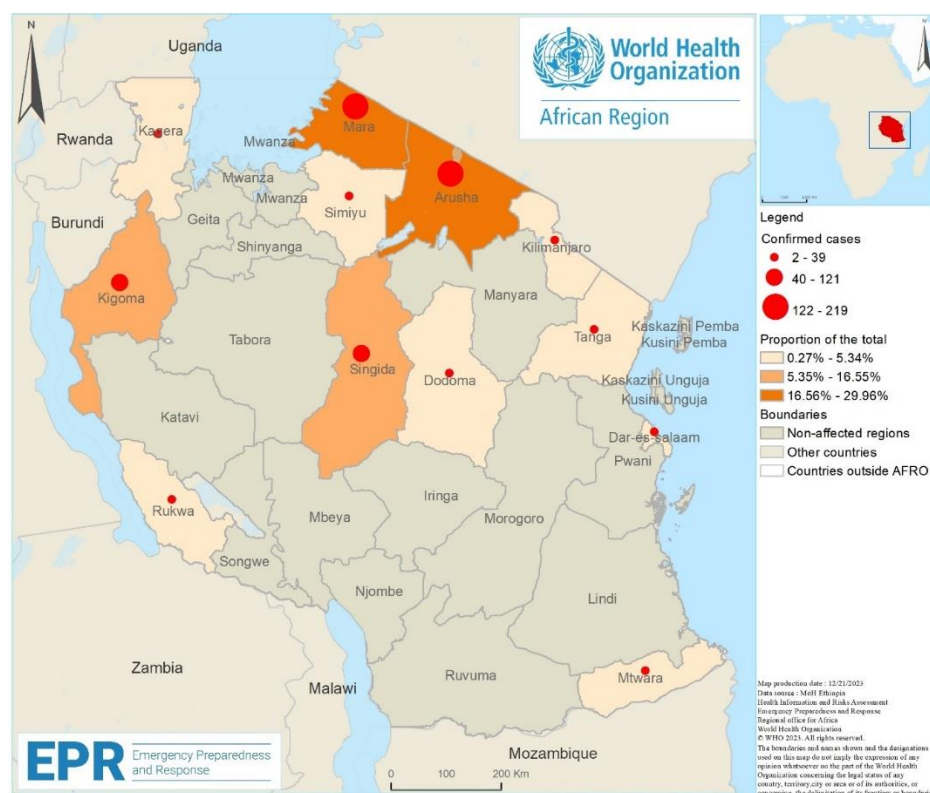 N
Uganda
World Health
Organization
African Region
N
Rwanda
Kagera
Mwanza
Mara
Burundi
Mwanza
Geita
Mwanza
Simiyu
Arusha
Shinyanga
Kilimanjaro
Kigoma
Manyara
Tabora
Singida
Dodoma
Tanga
Kaskazini Pemba
Kusini Pemba
Kaskazini Unguja
Kusini Unguja
Katavi
Dar-es-salaam
Pwani
Rukwa
Mbeya
Iringa
Morogoro
Songwe
Njombe
Lindi
Zambia
Malawi
Ruvuma
Mtwara
Mozambique
EPR
Emergency Preparedness
and Response
0
200 Km
Legend
Confirmed cases
2 - 39
40 - 121
122 - 219
Proportion of the total
0.27% - 5.34%
5.35% - 16.55%
16.56% - 29.96%
Boundaries
Non-affected regions
Other countries
Countries outside AFRO
Map production date : 12/21/2023
Data source : MoH Ethiopia
Health Information and Risks Assessment
Emergency Preparedness and Response
Regional office for Africa
World Health Organization
© WHO 2023. All rights reserved.
The boundaries and names shown and the designations
used on this map do not imply the expression of any
opinion whatsoever on the part of the World Health
Organization concerning the legal status of any
country, territory, city or area or of its authorities, or